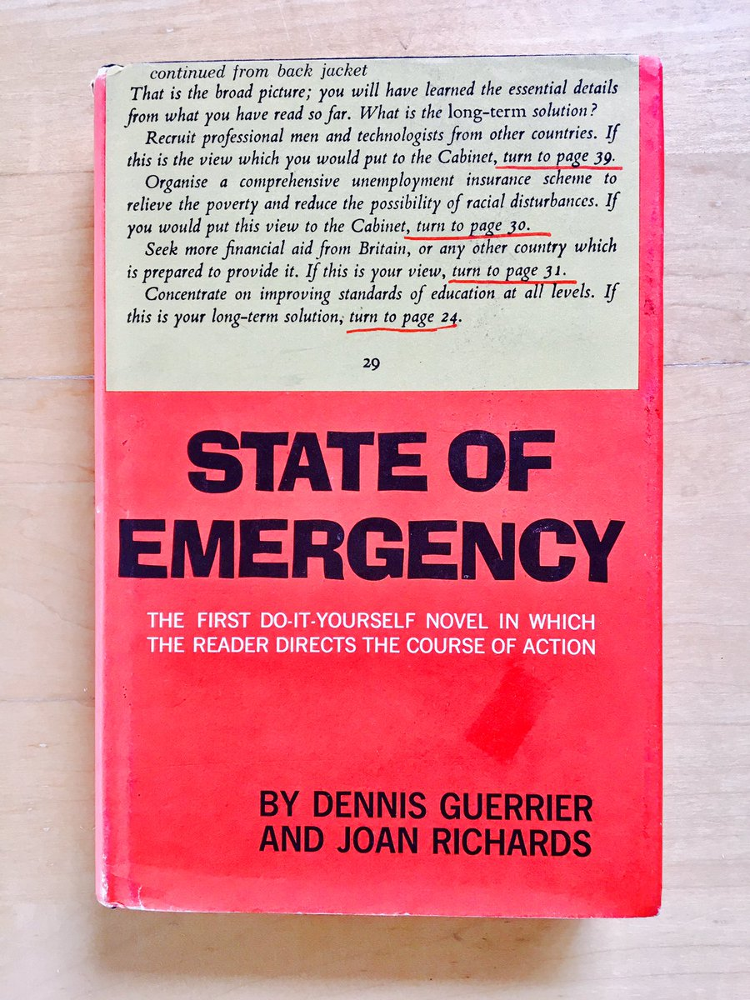 continued from back jacket
That is the broad picture; you will have learned the essential details
from what you have read so far. What is the long-term solution?
Recruit professional men and technologists from other countries. If
this is the view which you would put to the Cabinet, turn to page 39.
Organise a comprehensive unemployment insurance scheme to
relieve the poverty and reduce the possibility of racial disturbances. If
you would put this view to the Cabinet, turn to page 30.
Seek more financial aid from Britain, or any other country which
is prepared to provide it. If this is your view, turn to page 31.
Concentrate on improving standards of education at all levels. If
this is your long-term solution, turn to page 24.
29
STATE OF
EMERGENCY
THE FIRST DO-IT-YOURSELF NOVEL IN WHICH
THE READER DIRECTS THE COURSE OF ACTION
BY DENNIS GUERRIER
AND JOAN RICHARDS